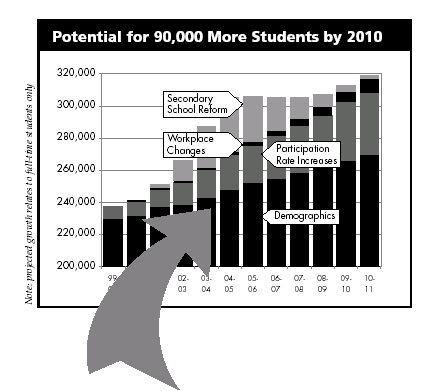 Potential for 90,000 More Students by 2010
Note: projected growth relates to full-time students only
320,000
300,000
280,000
260,000
240,000
220,000
200,000
Secondary
School Reform
Workplace
Changes
Participation
Rate Increases
Demographics
99-
02-
03
03-
04
04-
05
05-
06
06-
07
07-
08
08-
09
09-
10
10-
11